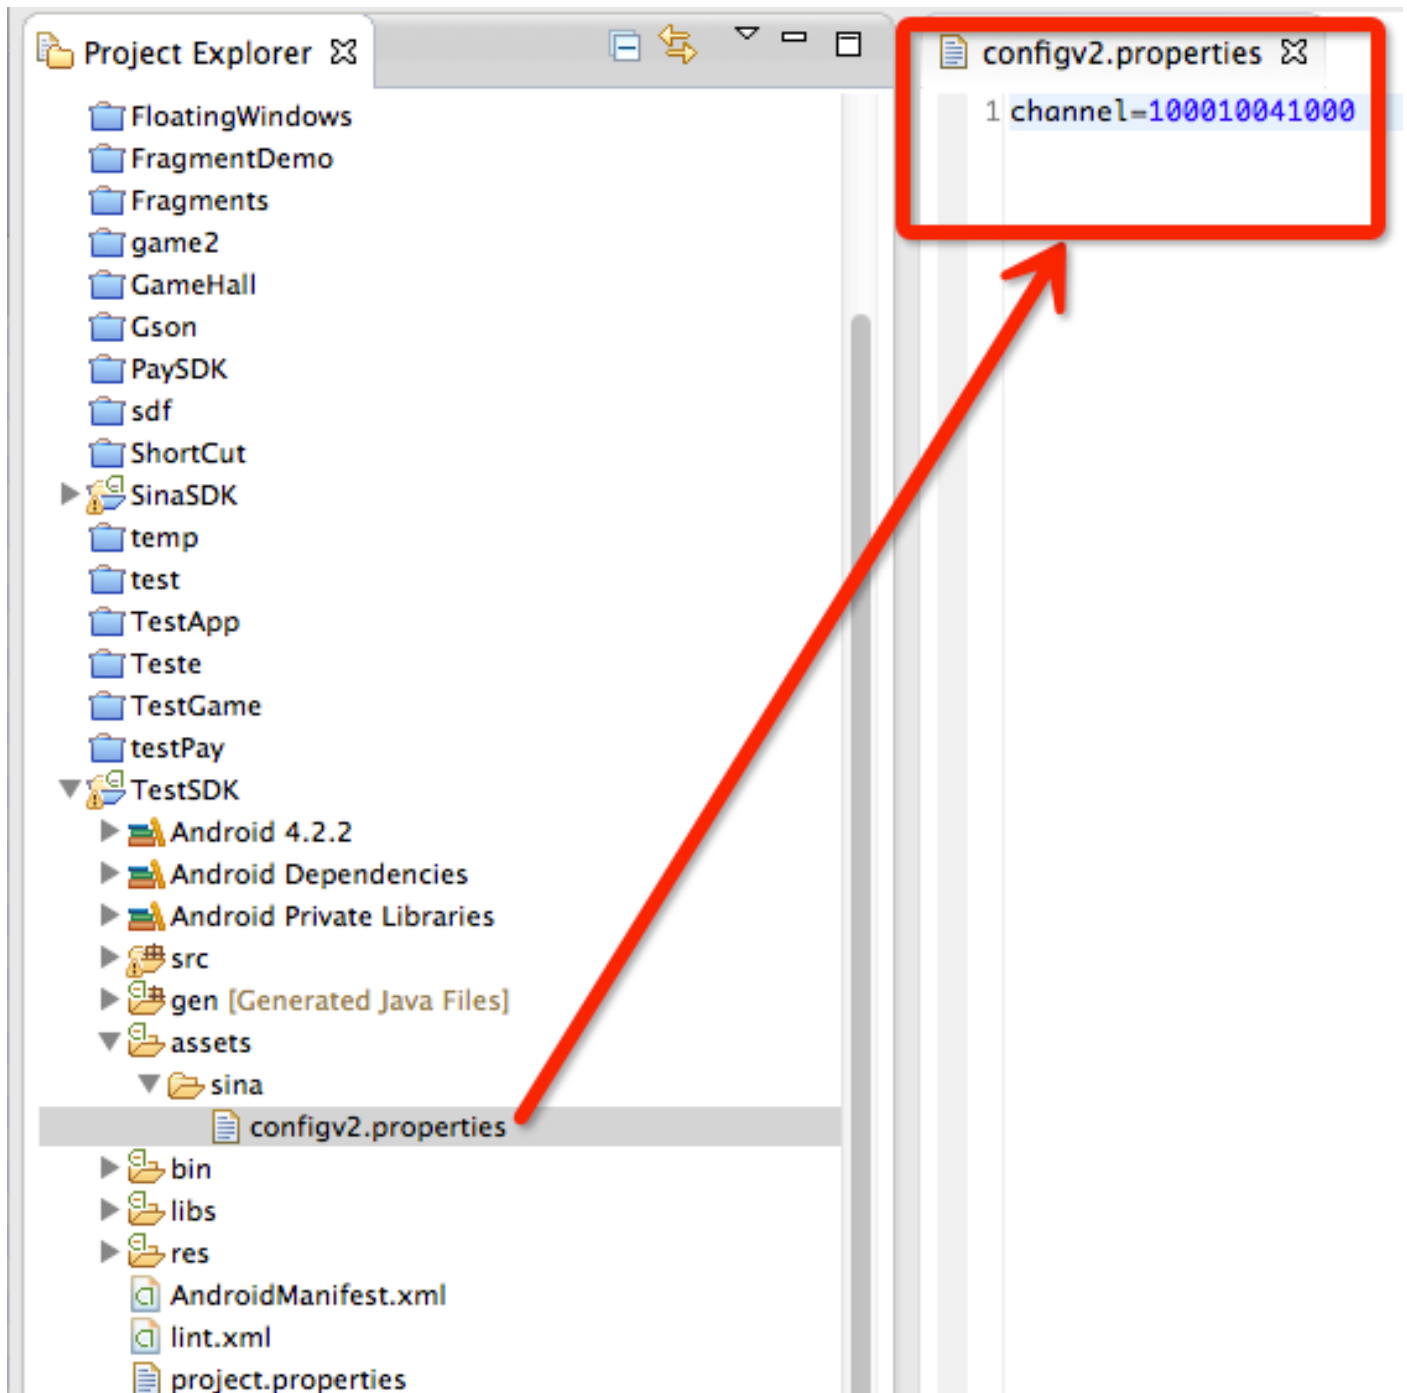 Project Explorer
FloatingWindows
FragmentDemo
Fragments
game2
GameHall
Gson
PaySDK
sdf
ShortCut
SinaSDK
temp
test
TestApp
Teste
TestGame
testPay
TestSDK
Android 4.2.2
Android Dependencies
Android Private Libraries
src
gen [Generated Java Files]
assets
sina
configv2.properties
bin
libs
res
AndroidManifest.xml
lint.xml
project.properties
configv2.properties
1 channel=100010041000